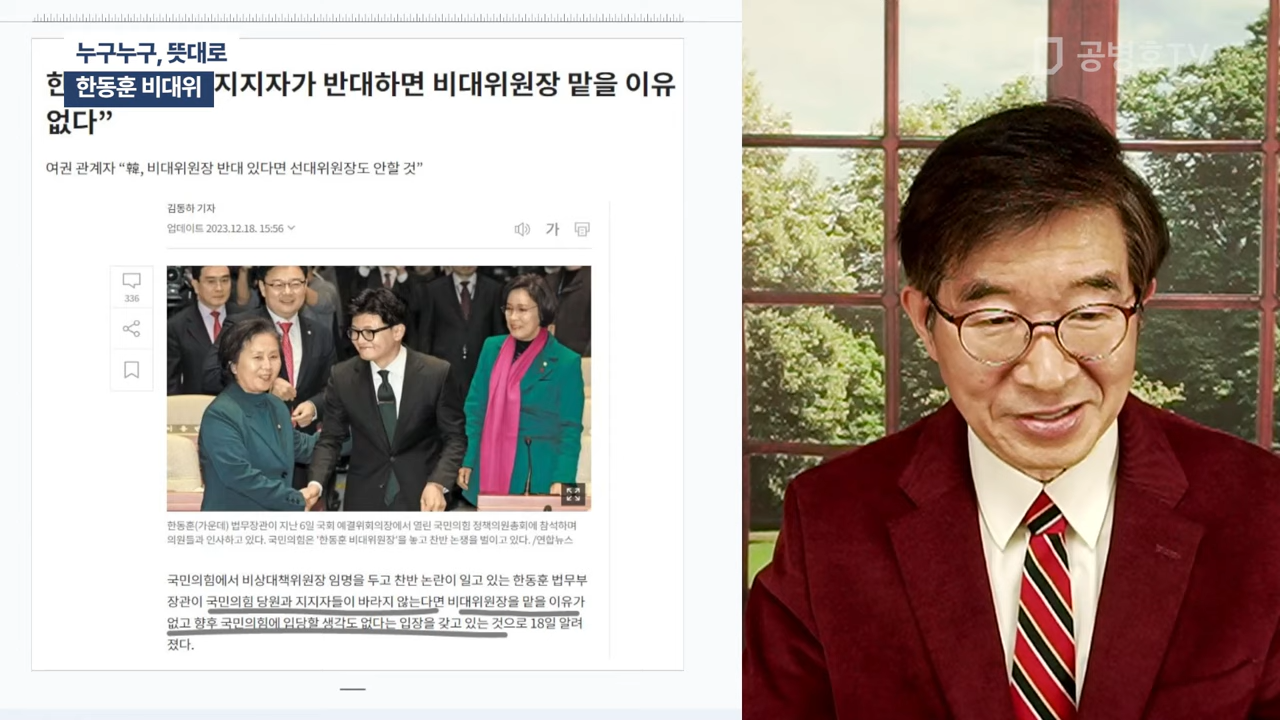 누구누구, 뜻대로
한동훈 비대위
지지자가 반대하면 비대위원장 맡을 이유
없다”
여권 관계자 “韓, 비대위원장 반대 있다면 선대위원장도 안할 것”
김동하 기자
업데이트 2023.12.18. 15:56
가
336
한동훈(가운데) 법무장관이 지난 6일 국회 예결위회의장에서 열린 국민의힘 정책의원총회에 참석하며
의원들과 인사하고 있다. 국민의힘은 '한동훈 비대위원장'을 놓고 찬반 논쟁을 벌이고 있다. /연합뉴스
국민의힘에서 비상대책위원장 임명을 두고 찬반 논란이 일고 있는 한동훈 법무부
장관이 국민의힘 당원과 지지자들이 바라지 않는다면 비대위원장을 맡을 이유가
없고 향후 국민의힘에 입당할 생각도 없다는 입장을 갖고 있는 것으로 18일 알려
졌다.
공병호TV